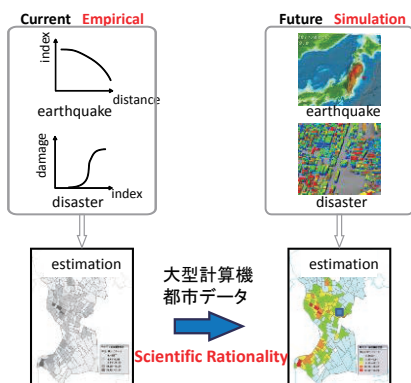 Current Empirical
index
distance
earthquake
damage
index
disaster
estimation
Future Simulation
earthquake
disaster
estimation
大型計算機
都市データ
Scientific Rationality